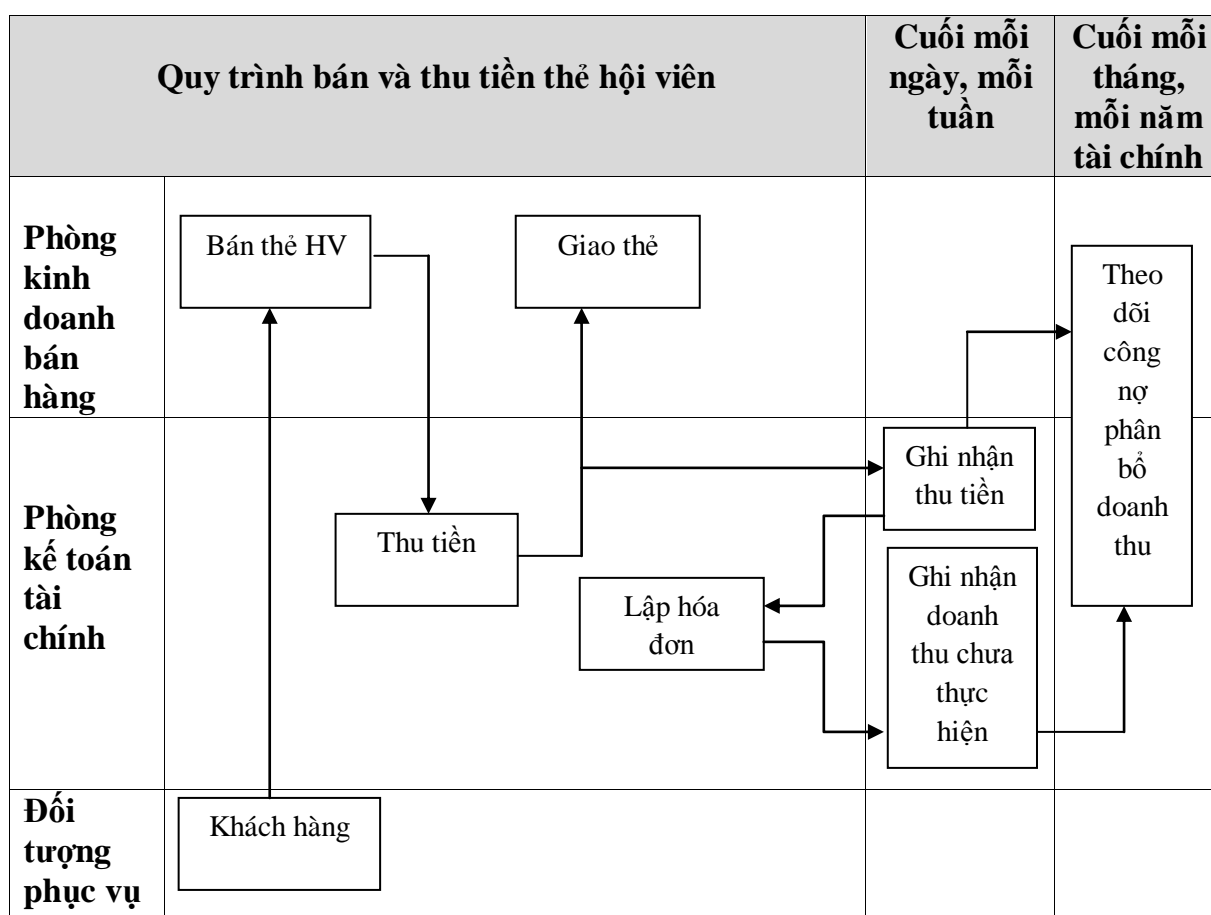 Quy trình bán và thu tiền thẻ hội viên
Cuối mỗi
ngày, mỗi
tuần
Cuối mỗi
tháng,
mỗi năm
tài chính
Phòng
kinh
doanh
bán
hàng
Bán thẻ HV
Giao thẻ
Theo
dõi
công
nợ
phân
bổ
doanh
thu
Phòng
kế toán
tài
chính
Thu tiền
Lập hóa
đơn
Ghi nhận
thu tiền
Ghi nhận
doanh
thu chưa
thực
hiện
Đối
tượng
phục vụ
Khách hàng